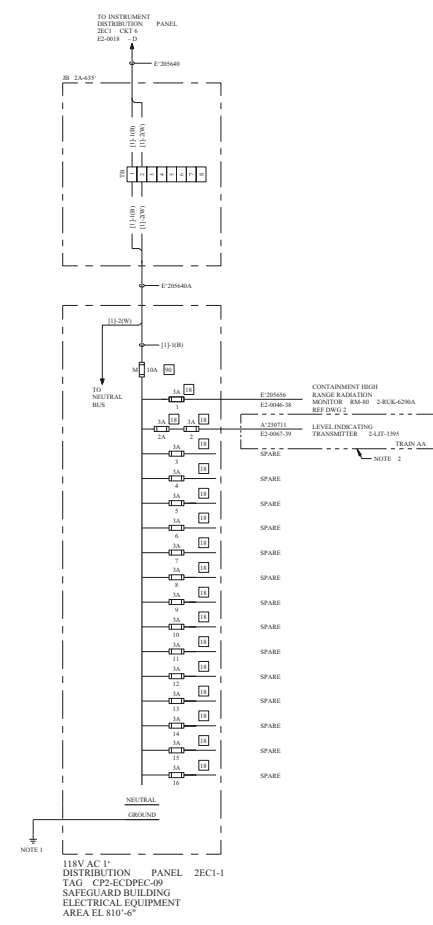 TO INSTRUMENT
DISTRIBUTION PANEL
2EC1 CKT 6
E2-0018 - D
E'205640
JB 2A-635'
[1]-1(B)
[1]-2(W)
TB
1 2 3 4 5 6 7 8
[1]-1(B)
[1]-2(W)
E'205640A
[1]-2(W)
[1]-1(B)
TO
NEUTRAL
BUS
M 10A 90
3A 18
1
E'205656
E2-0046-38
CONTAINMENT HIGH
RANGE RADIATION
MONITOR RM-80 2-RUK-6290A
REF DWG 2
3A 18 3A 18
2A 2
A'230711
E2-0067-39
LEVEL INDICATING
TRANSMITTER 2-LIT-3395
TRAIN AA
NOTE 2
3A 18
3
SPARE
3A 18
4
SPARE
3A 18
5
SPARE
3A 18
6
SPARE
3A 18
7
SPARE
3A 18
8
SPARE
3A 18
9
SPARE
3A 18
10
SPARE
3A 18
11
SPARE
3A 18
12
SPARE
3A 18
13
SPARE
3A 18
14
SPARE
3A 18
15
SPARE
3A 18
16
SPARE
NEUTRAL
GROUND
NOTE 1
118V AC 1'
DISTRIBUTION PANEL 2EC1-1
TAG CP2-ECDPEC-09
SAFEGUARD BUILDING
ELECTRICAL EQUIPMENT
AREA EL 810'-6"